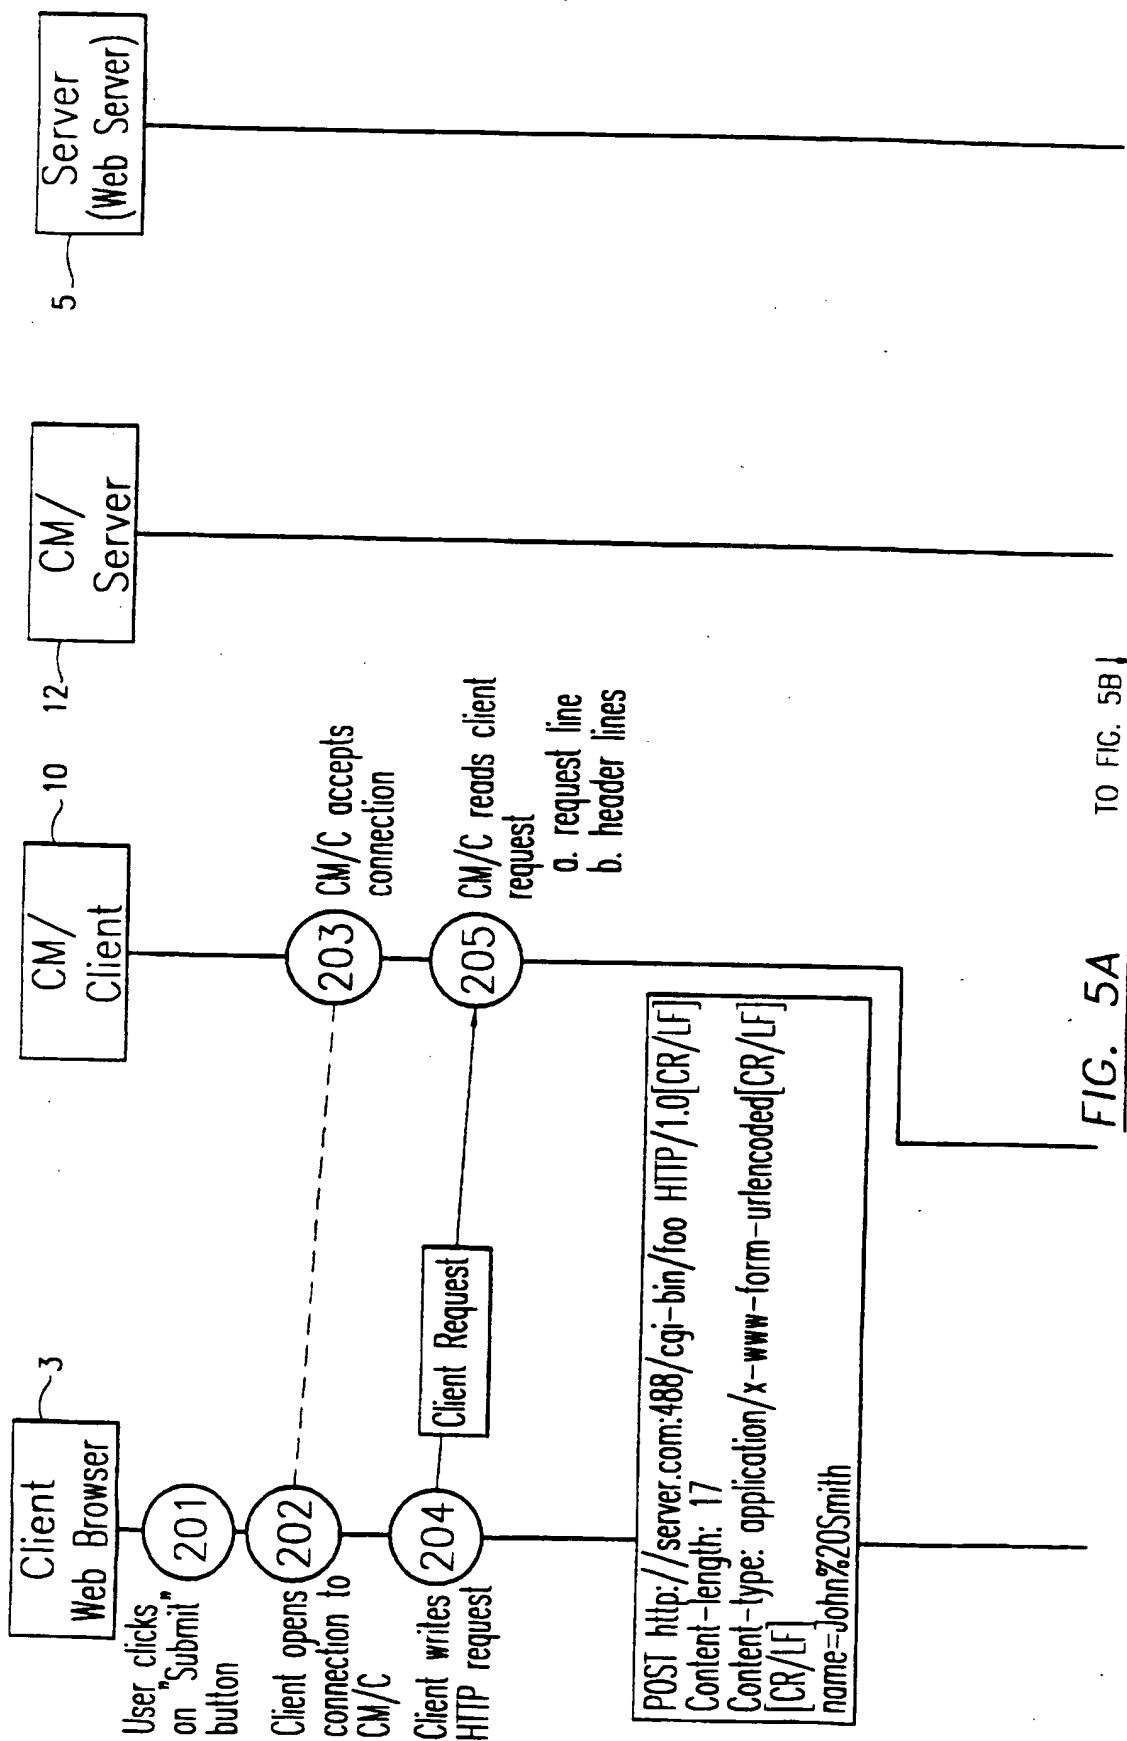 Client
Web Browser
3
CM/
Client
10
CM/
Server
12
Server
(Web Server)
5
User clicks
on "Submit"
button
201
Client opens
connection to
CM/C
202
203
CM/C accepts
connection
Client writes
HTTP request
204
Client Request
205
CM/C reads client
request
a. request line
b. header lines
POST http://server.com:488/cgi-bin/foo HTTP/1.0[CR/LF]
Content-length: 17
Content-type: application/x-www-form-urlencoded[CR/LF]
[CR/LF]
name=John%20Smith
FIG. 5A
TO FIG. 5B